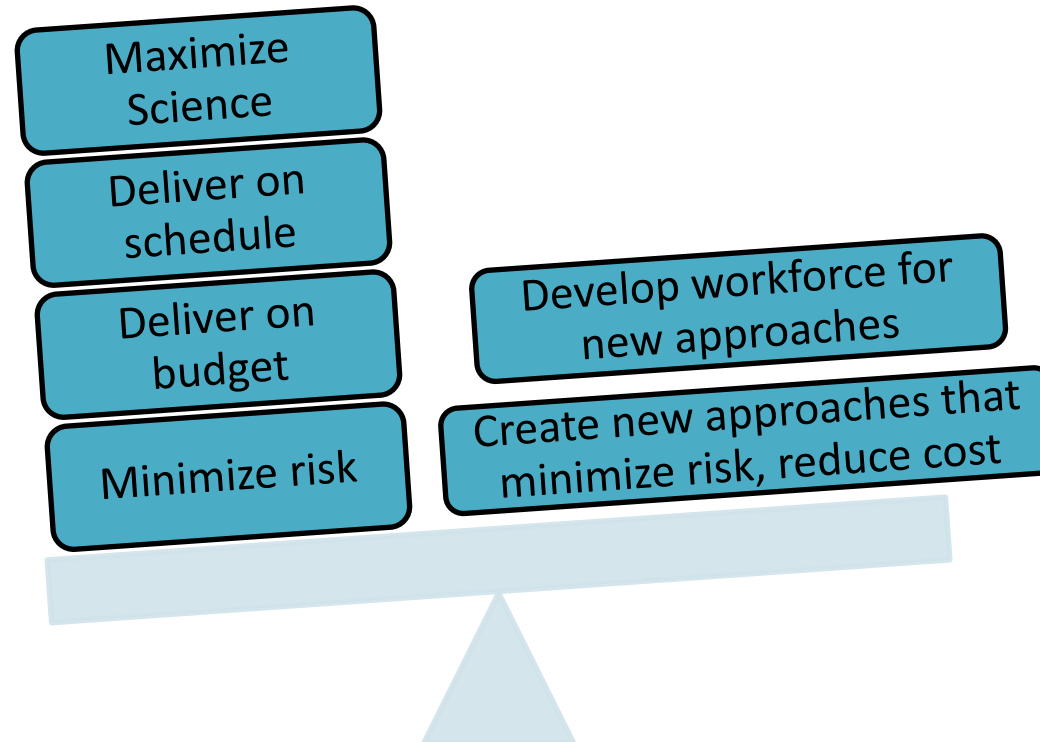 Maximize
Science
Deliver on
schedule
Deliver on
budget
Minimize risk
Develop workforce for
new approaches
Create new approaches that
minimize risk, reduce cost